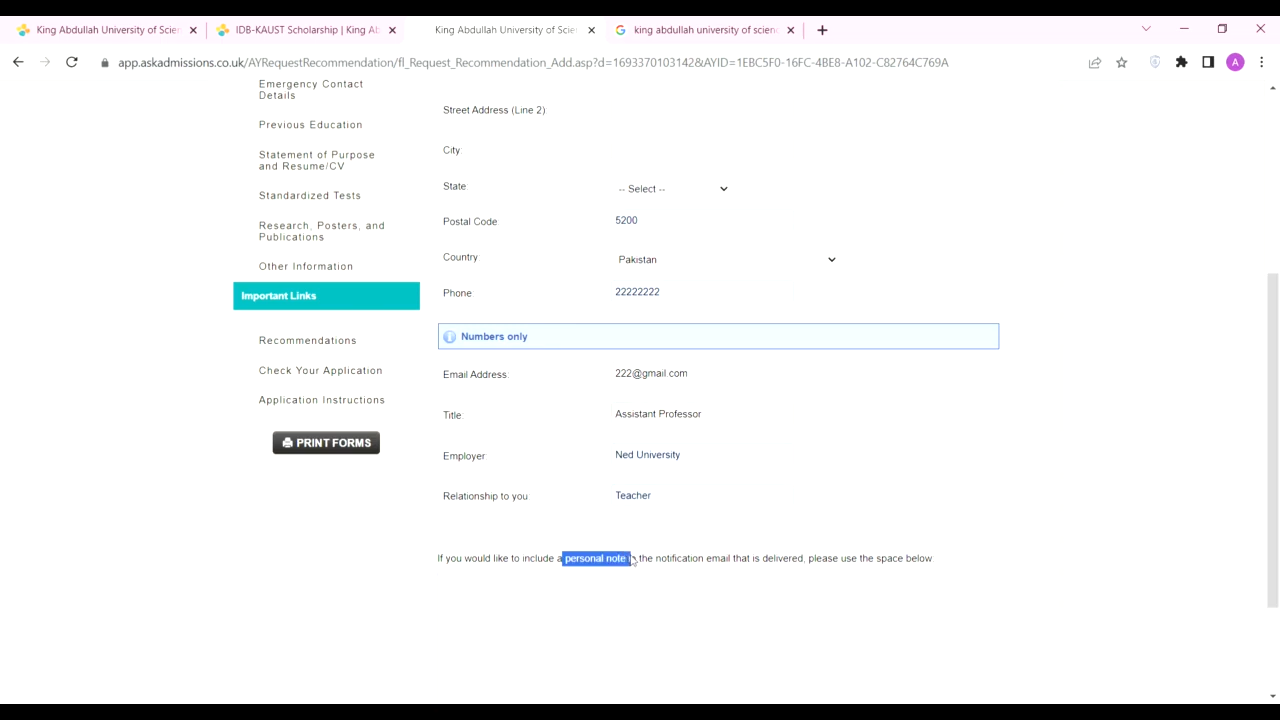 King Abdullah University of Scien
IDB-KAUST Scholarship | King Ab
King Abdullah University of Scien
king abdullah university of scienc
app.askadmissions.co.uk/AYRequestRecommendation/fl_Request_Recommendation_Add.asp?d=1693370103142&AYID=1EBC5F0-16FC-4BE8-A102-C82764C769A
A
Emergency Contact
Details
Previous Education
Statement of Purpose
and Resume/CV
Standardized Tests
Research, Posters, and
Publications
Other Information
Important Links
Recommendations
Check Your Application
Application Instructions
PRINT FORMS
Street Address (Line 2)
City:
State: -- Select --
Postal Code 5200
Country Pakistan
Phone 22222222
Numbers only
Email Address: 222@gmail.com
Title: Assistant Professor
Employer Ned University
Relationship to you Teacher
If you would like to include a personal note in the notification email that is delivered, please use the space below